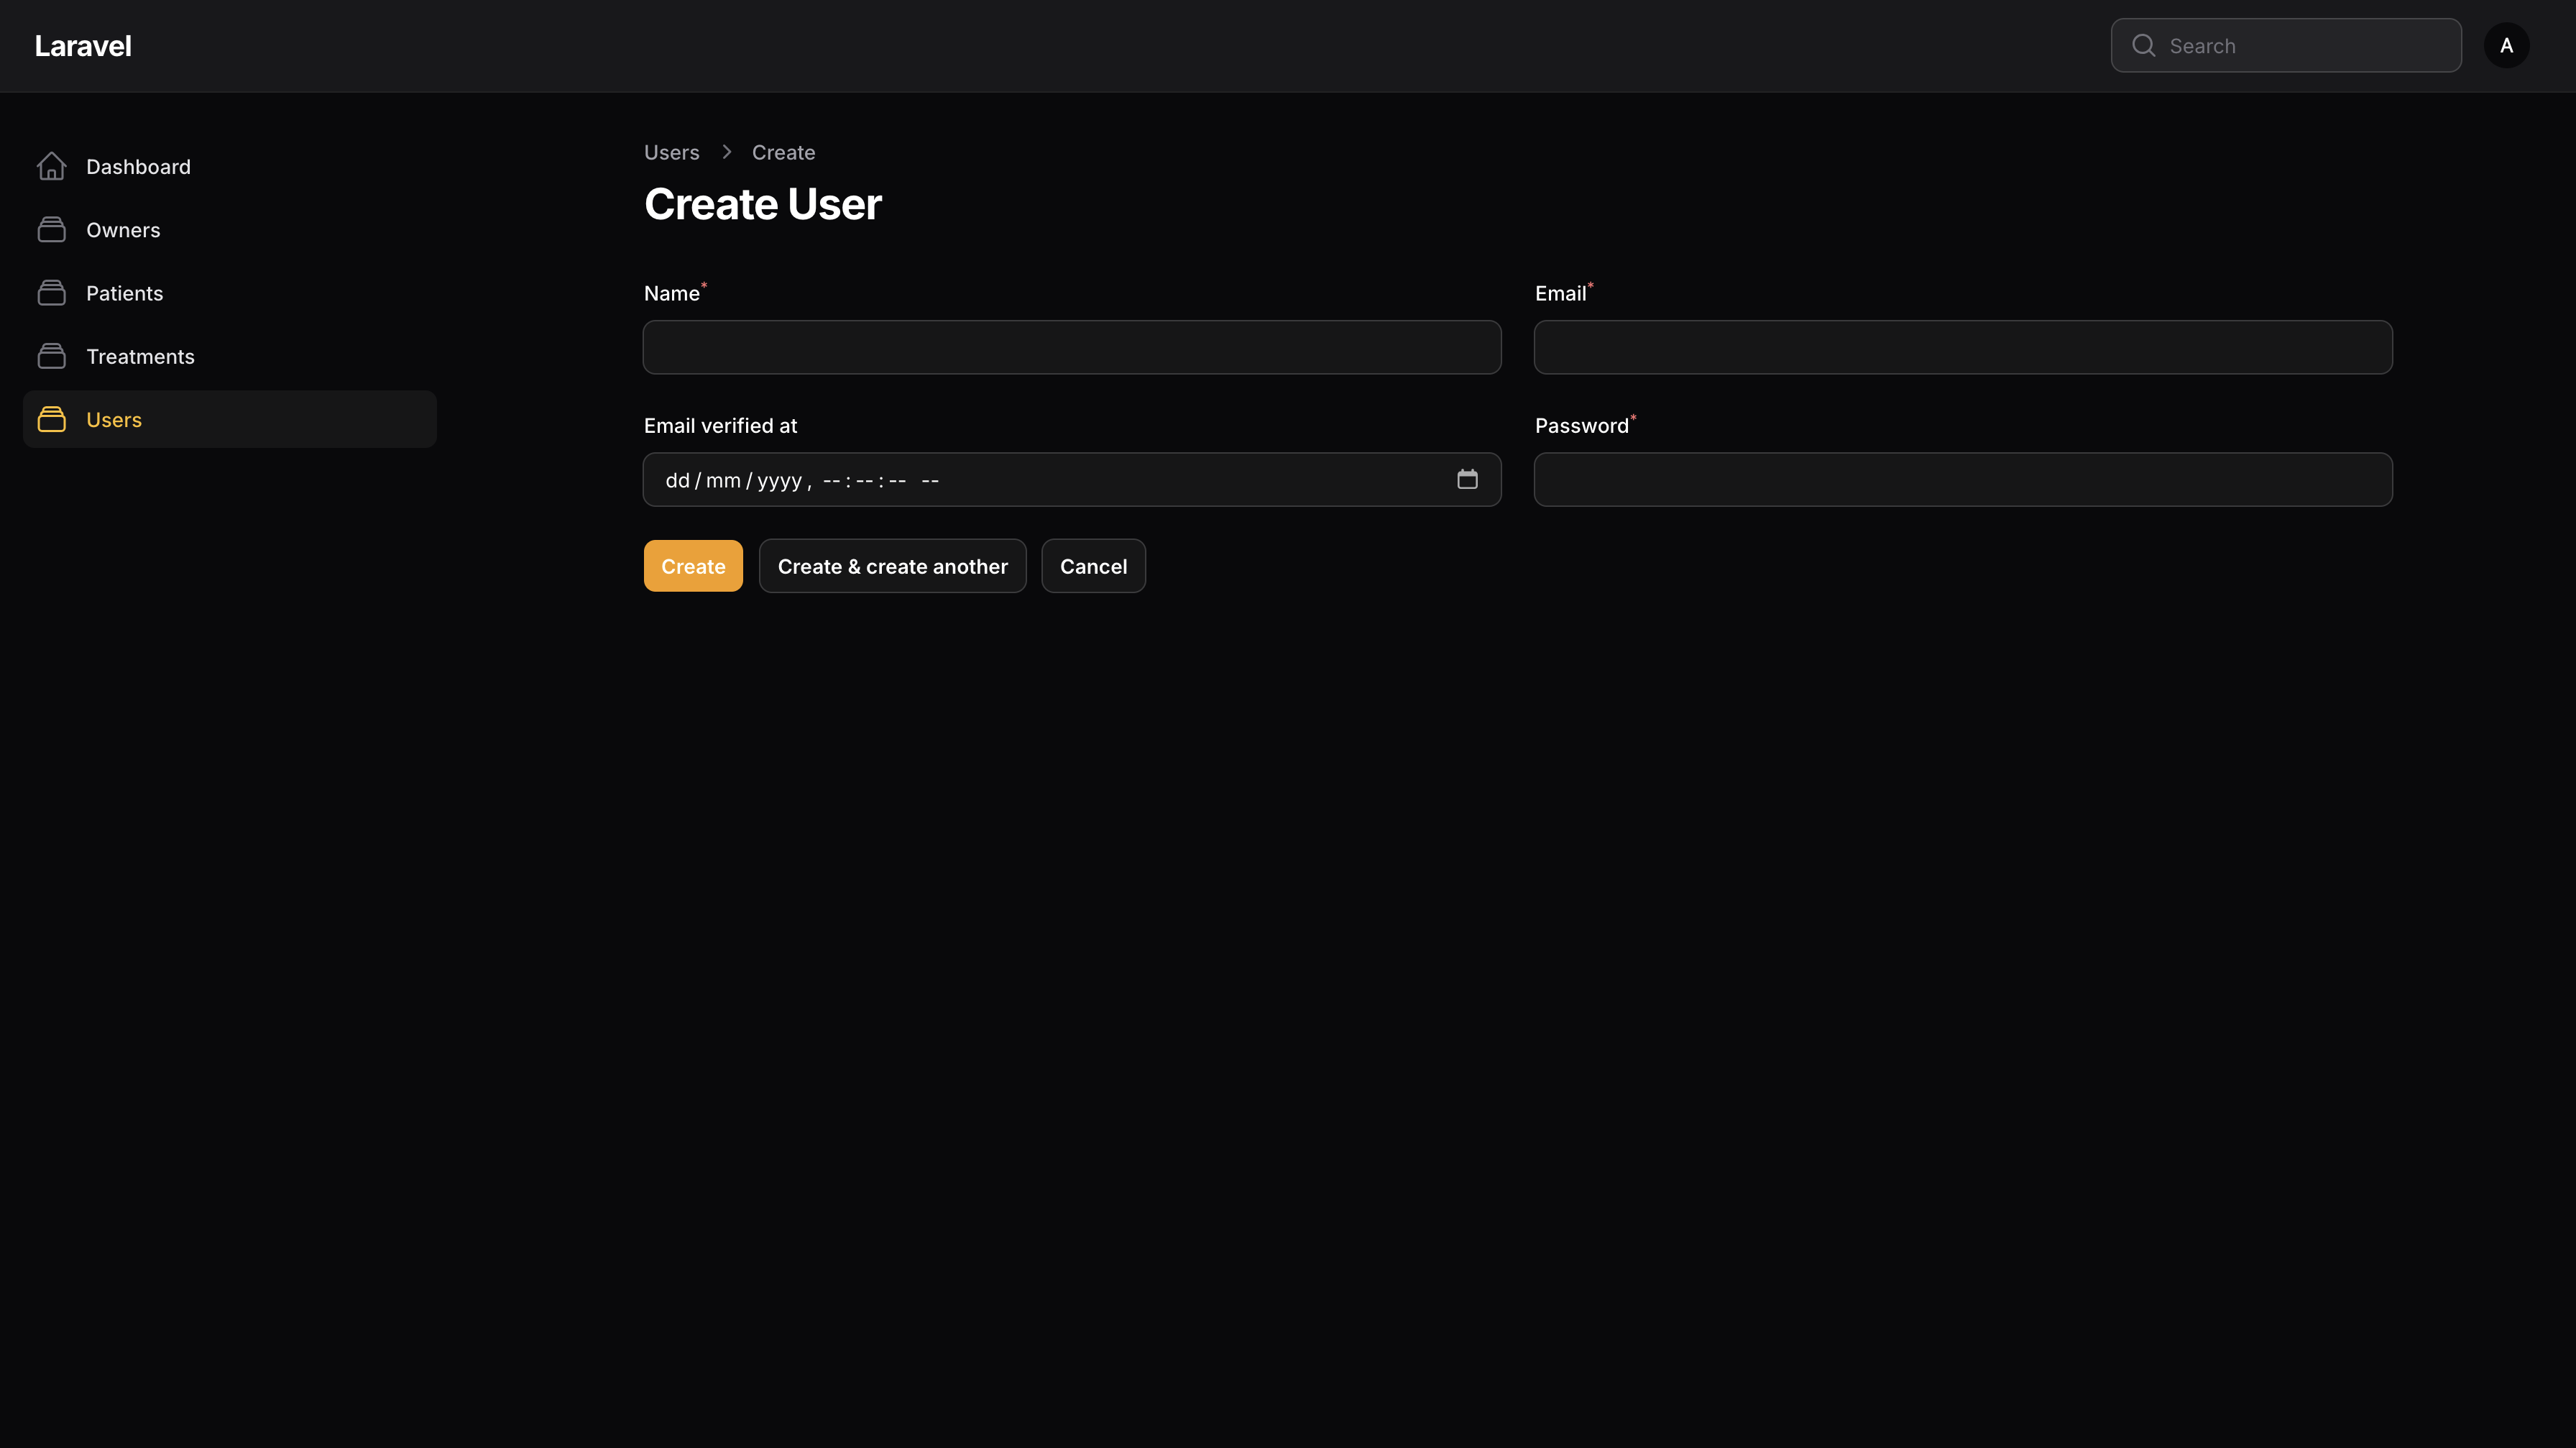 Laravel
Search
A
Dashboard
Owners
Patients
Treatments
Users
Users > Create
Create User
Name*
Email*
Email verified at
dd/mm/yyyy, --:--:-- --
Password*
Create
Create & create another
Cancel